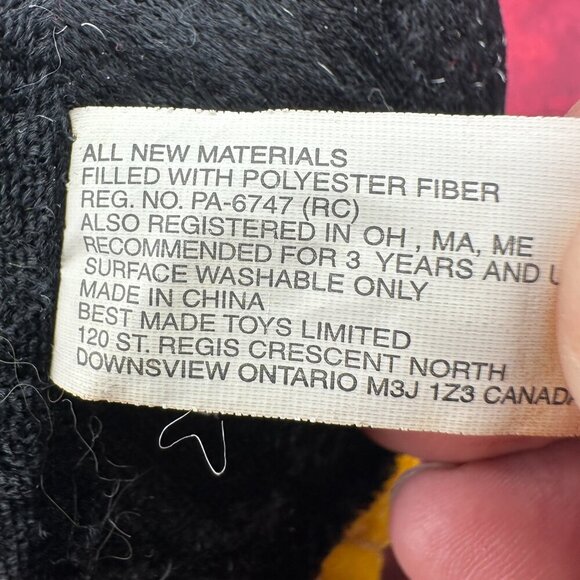 ALL NEW MATERIALS
FILLED WITH POLYESTER FIBER
REG. NO. PA-6747 (RC)
ALSO REGISTERED IN OH , MA, ME
RECOMMENDED FOR 3 YEARS AND
SURFACE WASHABLE ONLY
MADE IN CHINA
BEST MADE TOYS LIMITED
120 ST. REGIS CRESCENT NORTH
DOWNSVIEW ONTARIO M3J 1Z3 CANADA